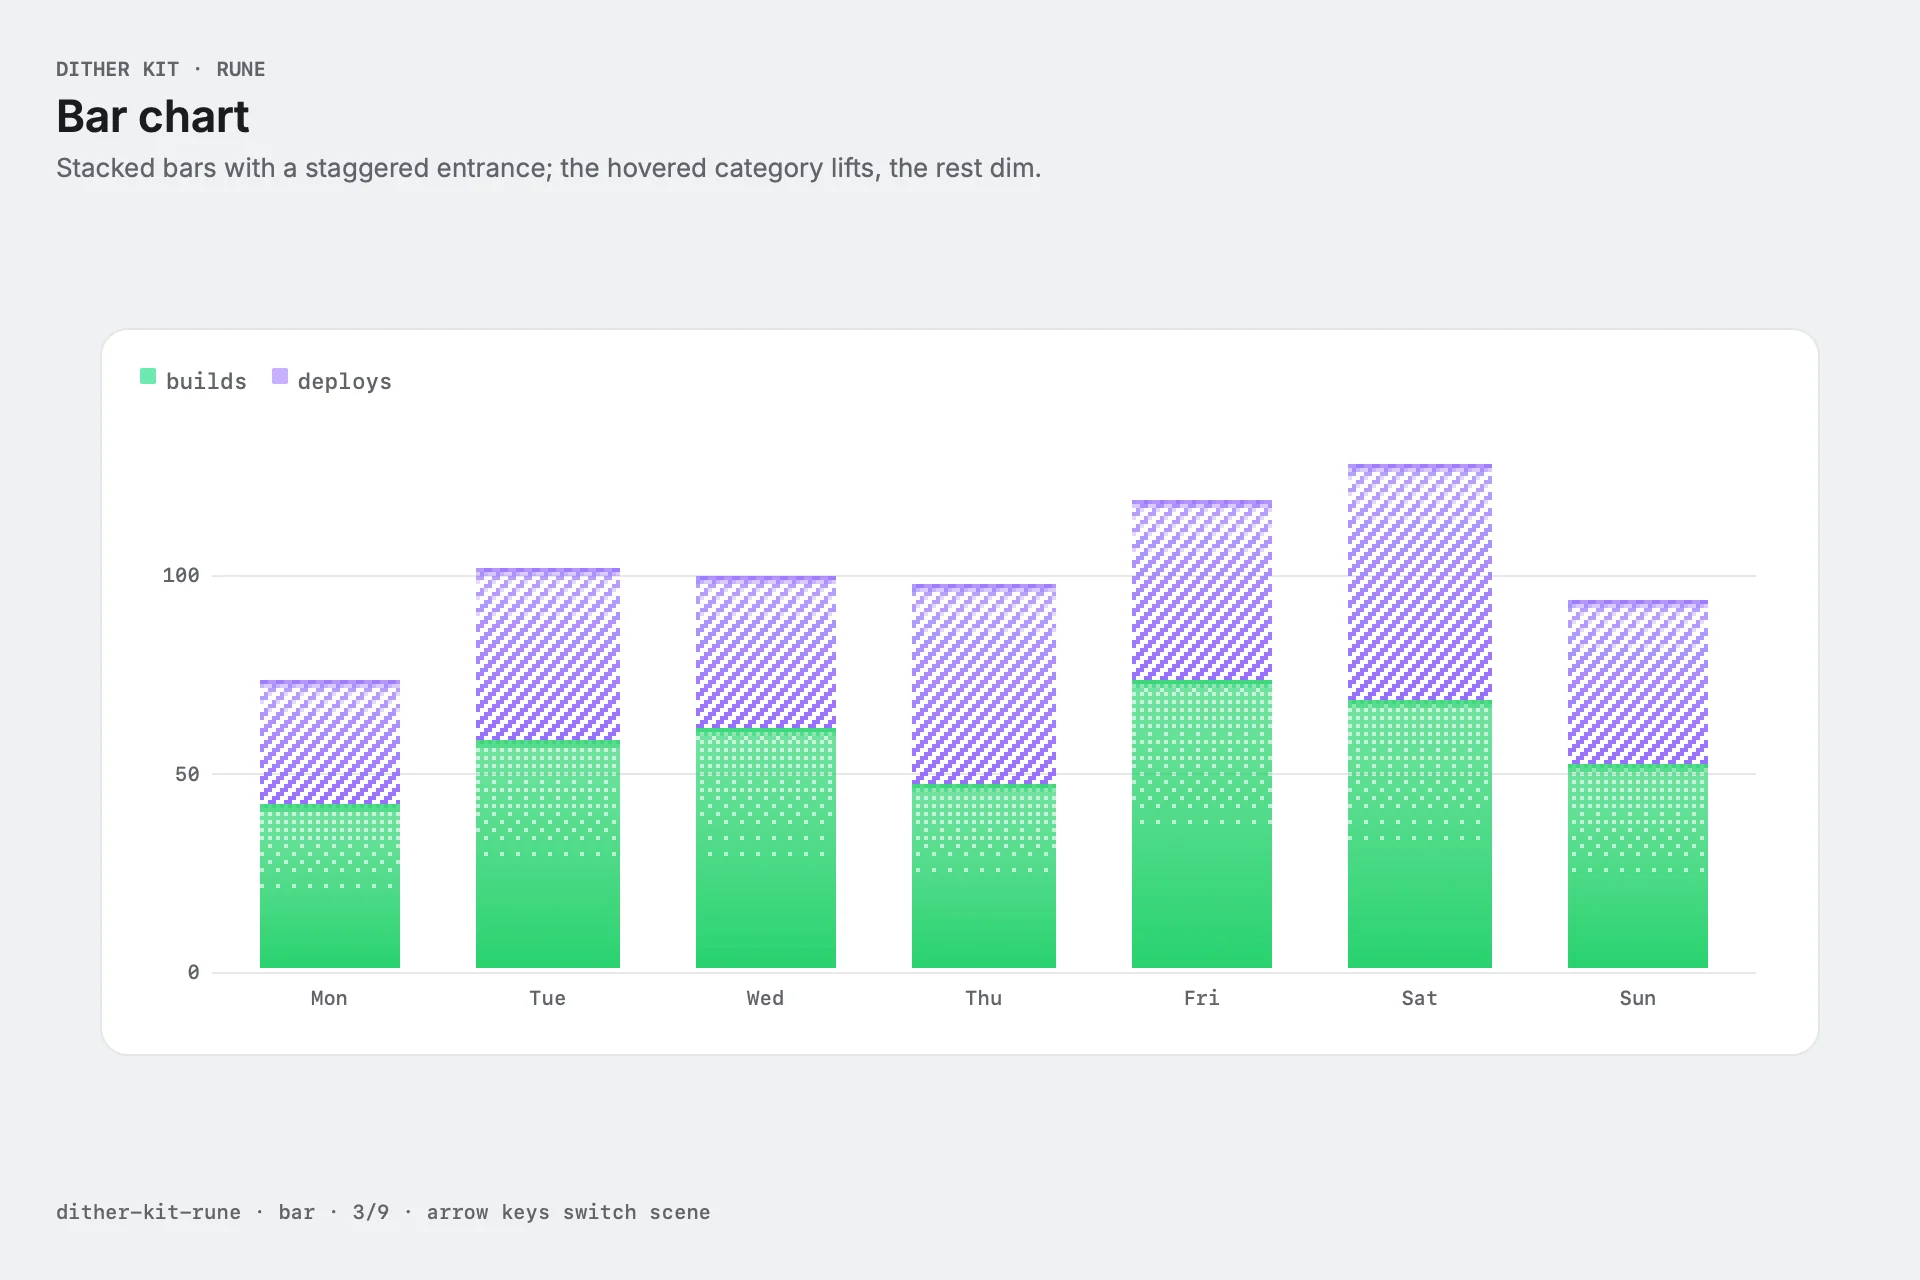 DITHER KIT · RUNE
Bar chart
Stacked bars with a staggered entrance; the hovered category lifts, the rest dim.
builds deploys
100
50
0
Mon Tue Wed Thu Fri Sat Sun
dither-kit-rune · bar · 3/9 · arrow keys switch scene